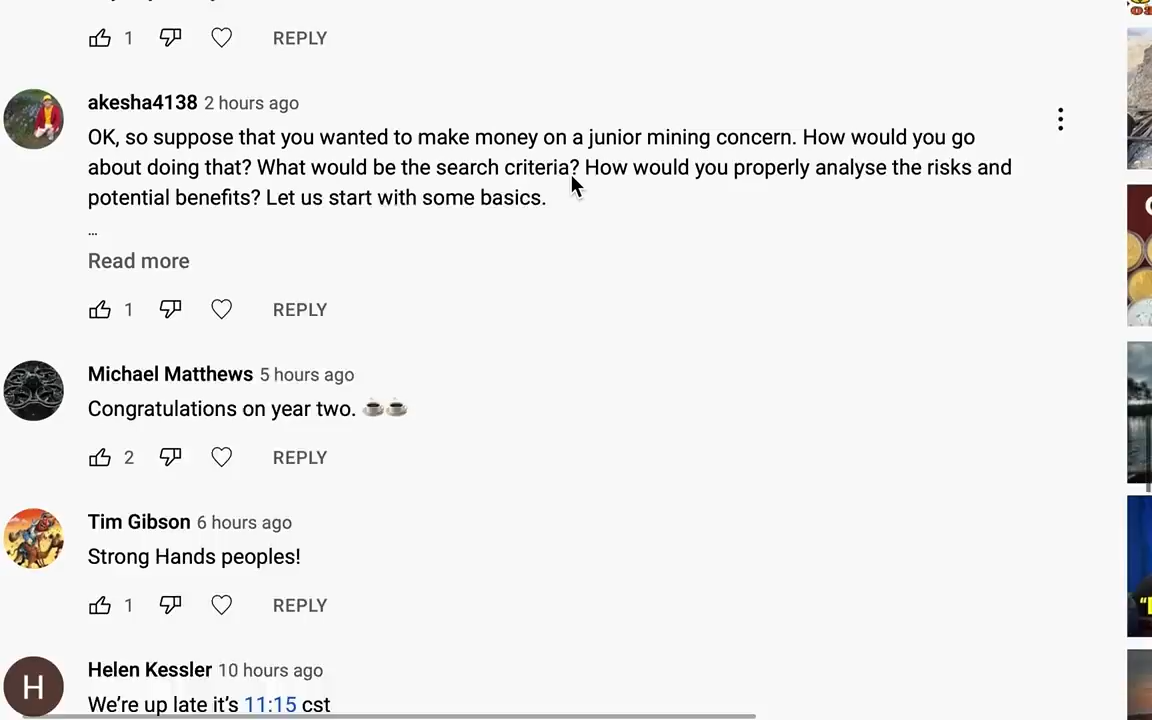 1 REPLY
akesha4138 2 hours ago
OK, so suppose that you wanted to make money on a junior mining concern. How would you go
about doing that? What would be the search criteria? How would you properly analyse the risks and
potential benefits? Let us start with some basics.
...
Read more
1 REPLY
Michael Matthews 5 hours ago
Congratulations on year two. ☕☕
2 REPLY
Tim Gibson 6 hours ago
Strong Hands peoples!
1 REPLY
H
Helen Kessler 10 hours ago
We’re up late it’s 11:15 cst